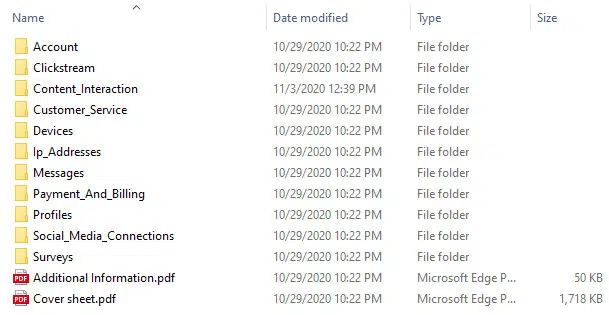 Name Date modified Type Size
Account 10/29/2020 10:22 PM File folder
Clickstream 10/29/2020 10:22 PM File folder
Content_Interaction 11/3/2020 12:39 PM File folder
Customer_Service 10/29/2020 10:22 PM File folder
Devices 10/29/2020 10:22 PM File folder
Ip_Addresses 10/29/2020 10:22 PM File folder
Messages 10/29/2020 10:22 PM File folder
Payment_And_Billing 10/29/2020 10:22 PM File folder
Profiles 10/29/2020 10:22 PM File folder
Social_Media_Connections 10/29/2020 10:22 PM File folder
Surveys 10/29/2020 10:22 PM File folder
PDF Additional Information.pdf 10/29/2020 10:22 PM Microsoft Edge P... 50 KB
PDF Cover sheet.pdf 10/29/2020 10:22 PM Microsoft Edge P... 1,718 KB